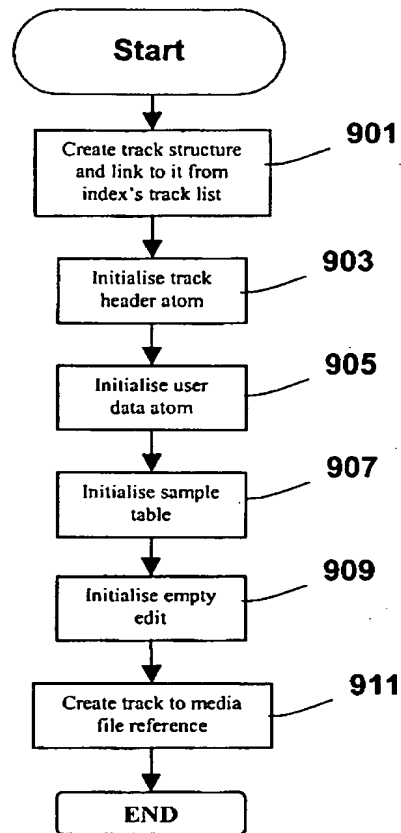 Start
Create track structure
and link to it from
index's track list
901
Initialise track
header atom
903
Initialise user
data atom
905
Initialise sample
table
907
Initialise empty
edit
909
Create track to media
file reference
911
END